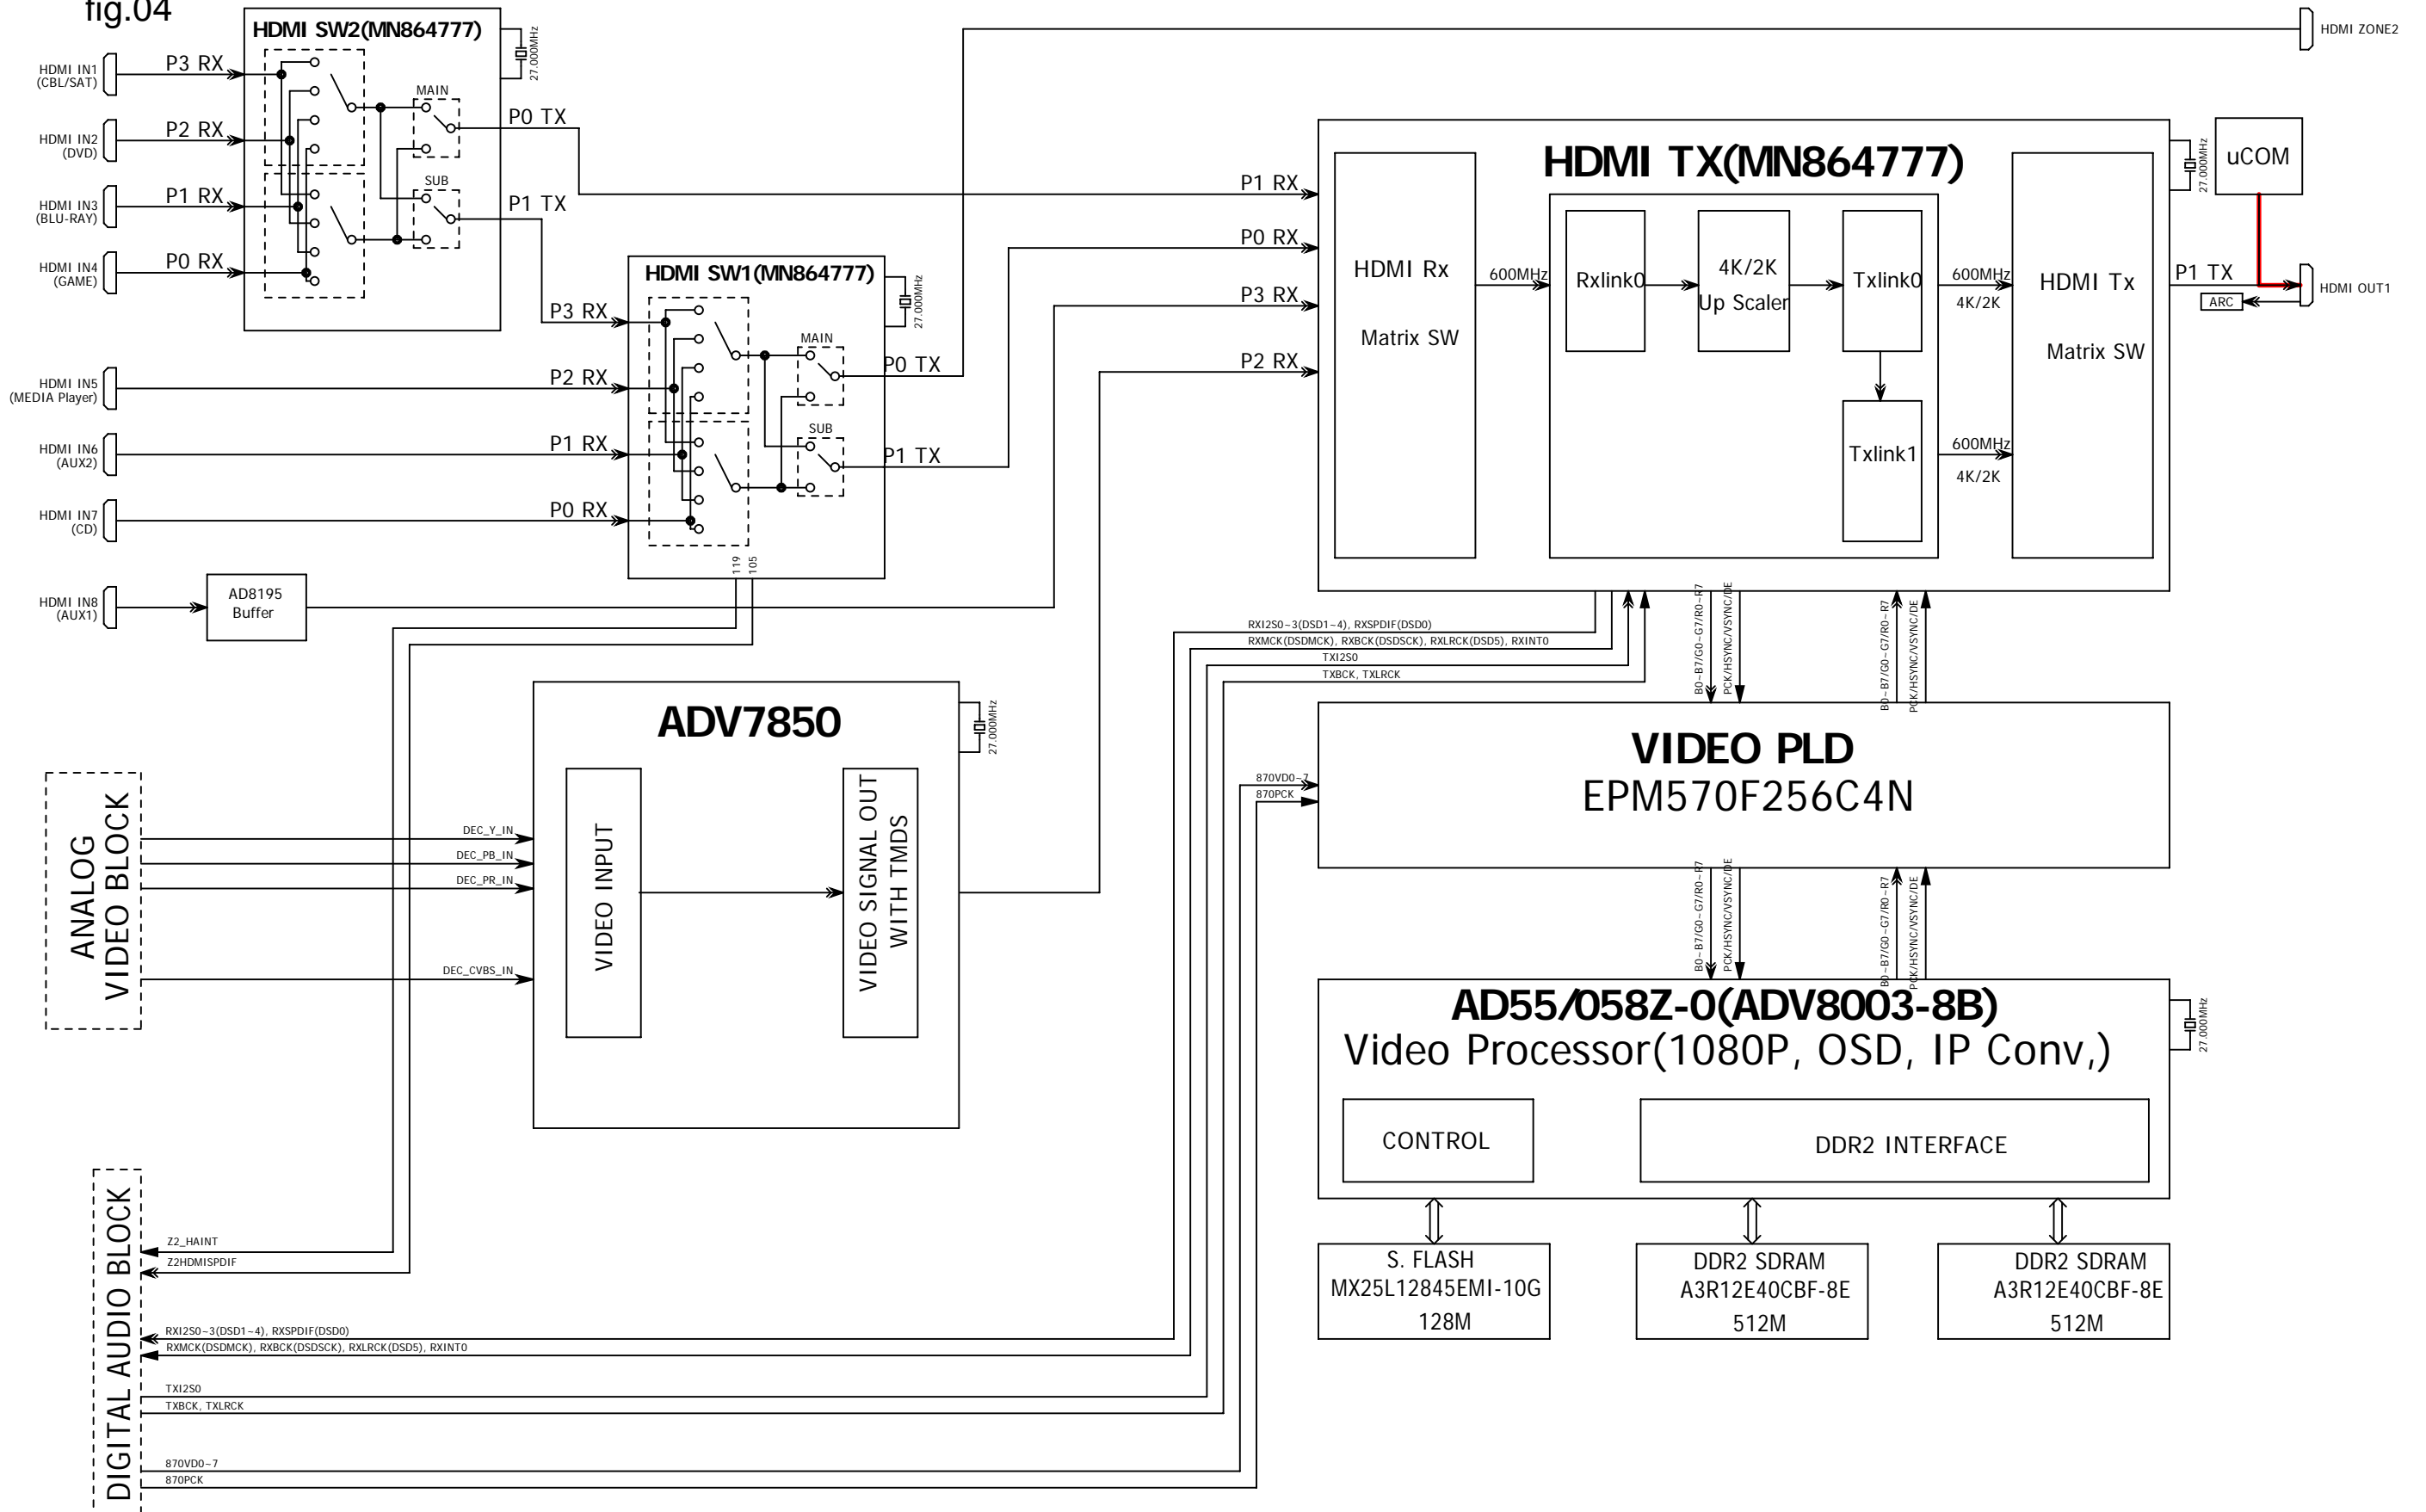 fig.04
HDMI SW2(MN864777)
27.000MHz
HDMI IN1
(CBL/SAT)
P3 RX
HDMI IN2
(DVD)
P2 RX
HDMI IN3
(BLU-RAY)
P1 RX
HDMI IN4
(GAME)
P0 RX
MAIN
P0 TX
SUB
P1 TX
HDMI ZONE2
HDMI SW1(MN864777)
27.000MHz
P3 RX
HDMI IN5
(MEDIA Player)
P2 RX
HDMI IN6
(AUX2)
P1 RX
HDMI IN7
(CD)
P0 RX
MAIN
P0 TX
SUB
P1 TX
119
105
HDMI IN8
(AUX1)
AD8195
Buffer
P1 RX
P0 RX
P3 RX
P2 RX
HDMI TX(MN864777)
27.000MHz
HDMI Rx
Matrix SW
600MHz
Rxlink0
4K/2K
Up Scaler
Txlink0
Txlink1
600MHz
4K/2K
600MHz
4K/2K
HDMI Tx
Matrix SW
uCOM
P1 TX
ARC
HDMI OUT1
RXI2S0~3(DSD1~4), RXSPDIF(DSD0)
RXMCK(DSDMCK), RXBCK(DSDSCK), RXLRCK(DSD5), RXINT0
TXI2S0
TXBCK, TXLRCK
B0~B7/G0~G7/R0~R7
PCK/HSYNC/VSYNC/DE
B0~B7/G0~G7/R0~R7
PCK/HSYNC/VSYNC/DE
ADV7850
27.000MHz
VIDEO INPUT
VIDEO SIGNAL OUT
WITH TMDS
ANALOG
VIDEO BLOCK
DEC_Y_IN
DEC_PB_IN
DEC_PR_IN
DEC_CVBS_IN
870VD0~7
870PCK
VIDEO PLD
EPM570F256C4N
B0~B7/G0~G7/R0~R7
PCK/HSYNC/VSYNC/DE
B0~B7/G0~G7/R0~R7
PCK/HSYNC/VSYNC/DE
AD55/058Z-0(ADV8003-8B)
Video Processor(1080P, OSD, IP Conv,)
27.000MHz
CONTROL
DDR2 INTERFACE
S. FLASH
MX25L12845EMI-10G
128M
DDR2 SDRAM
A3R12E40CBF-8E
512M
DDR2 SDRAM
A3R12E40CBF-8E
512M
DIGITAL AUDIO BLOCK
Z2_HAINT
Z2HDMISPDIF
RXI2S0~3(DSD1~4), RXSPDIF(DSD0)
RXMCK(DSDMCK), RXBCK(DSDSCK), RXLRCK(DSD5), RXINT0
TXI2S0
TXBCK, TXLRCK
870VD0~7
870PCK